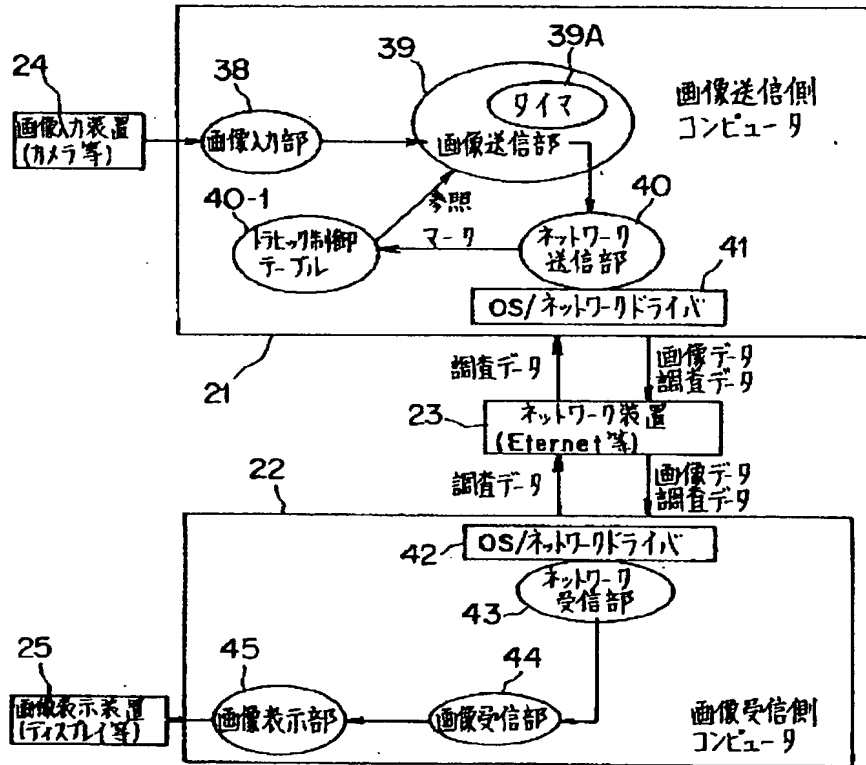 39A
24
38
39
タイマ
画像送信側
コンピュータ
画像入力装置
(カメラ等)
画像入力部
画像送信部
40-1
参照
40
トラヒック制御
テーブル
マーク
ネットワーク
送信部
41
OS/ネットワークドライバ
21
調査データ
画像データ
調査データ
23
ネットワーク装置
(Eternet等)
調査データ
画像データ
調査データ
22
42
OS/ネットワークドライバ
43
ネットワーク
受信部
25
45
44
画像表示装置
(ディスプレイ等)
画像表示部
画像受信部
画像受信側
コンピュータ